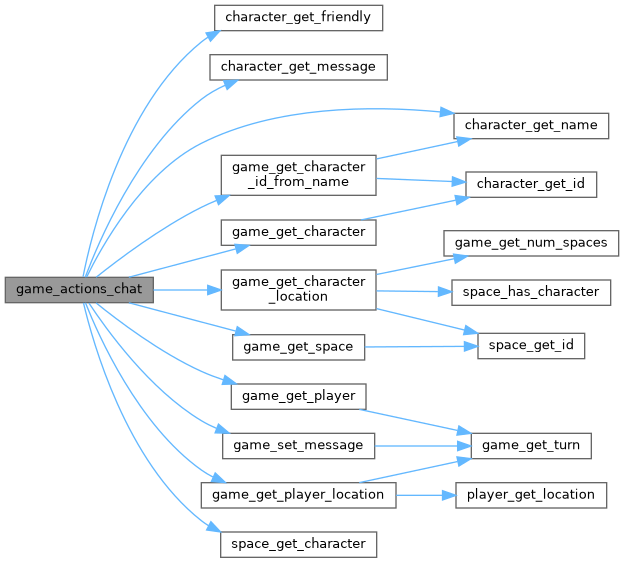 character_get_friendly
character_get_message
character_get_name
game_get_character
_id_from_name
character_get_id
game_get_character
game_get_num_spaces
game_get_character
_location
game_actions_chat
space_has_character
game_get_space
space_get_id
game_get_player
game_set_message
game_get_turn
game_get_player_location
player_get_location
space_get_character